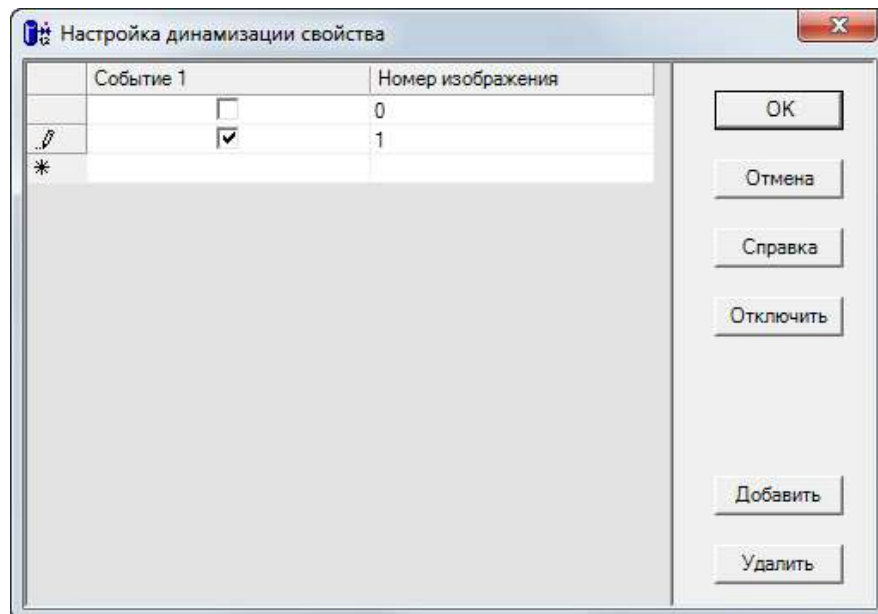 Настройка динамизации свойства
Событие 1 Номер изображения
0
1
OK
Отмена
Справка
Отключить
Добавить
Удалить